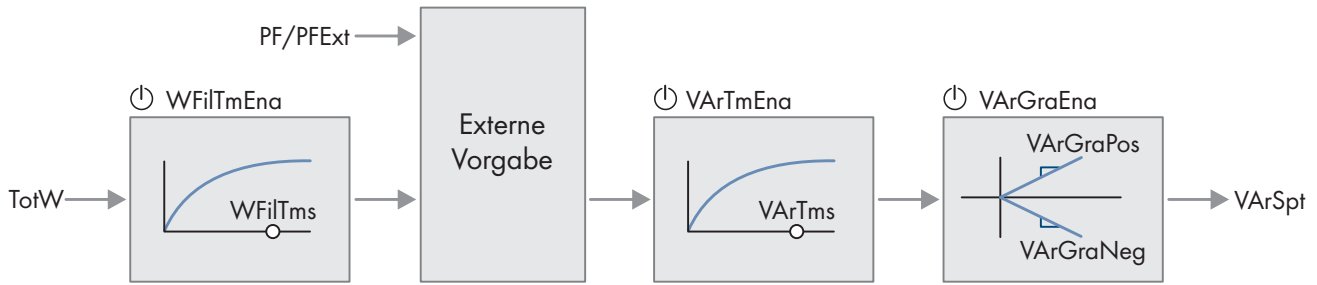 PF/PFExt
WFilTmEna
VArTmEna
VArGraEna
Externe
Vorgabe
VArGraPos
TotW
WFilTms
VArTms
VArSpt
VArGraNeg